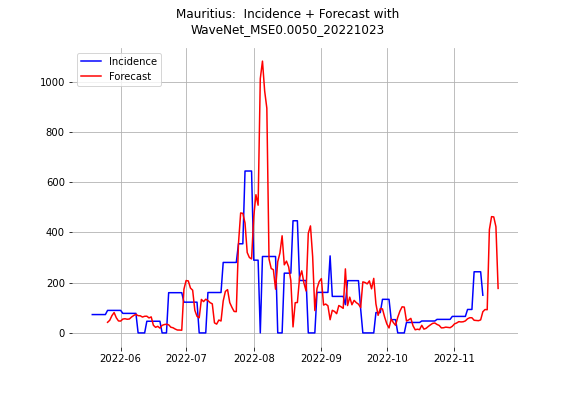 Mauritius:  Incidence + Forecast with
WaveNet_MSE0.0050_20221023
Incidence
Forecast
1000
800
600
400
200
0
2022-06 2022-07 2022-08 2022-09 2022-10 2022-11